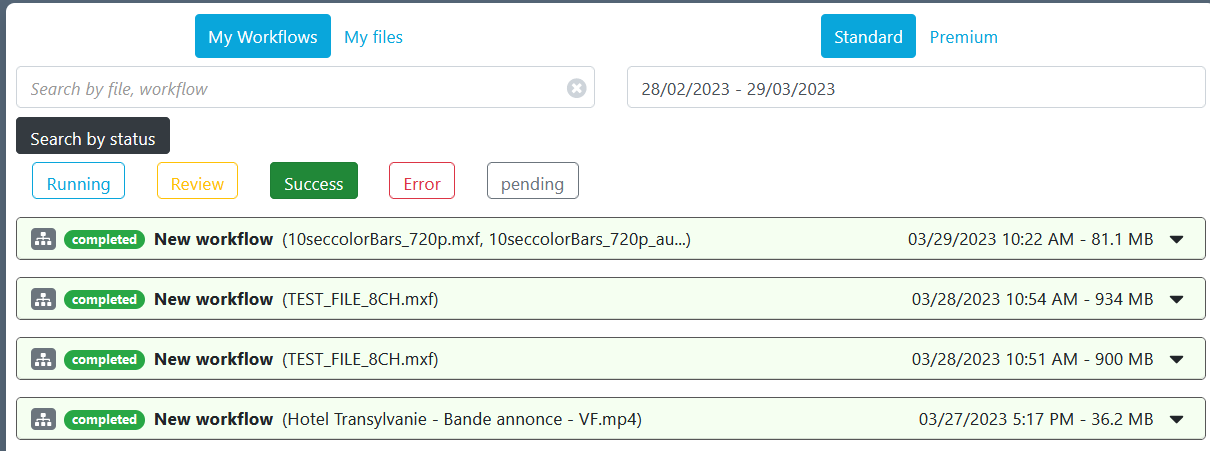 My Workflows My files Standard Premium
Search by file, workflow 28/02/2023 - 29/03/2023
Search by status
Running Review Success Error pending
completed New workflow (10seccolorBars_720p.mxf, 10seccolorBars_720p_au...) 03/29/2023 10:22 AM - 81.1 MB
completed New workflow (TEST_FILE_8CH.mxf) 03/28/2023 10:54 AM - 934 MB
completed New workflow (TEST_FILE_8CH.mxf) 03/28/2023 10:51 AM - 900 MB
completed New workflow (Hotel Transylvanie - Bande annonce - VF.mp4) 03/27/2023 5:17 PM - 36.2 MB